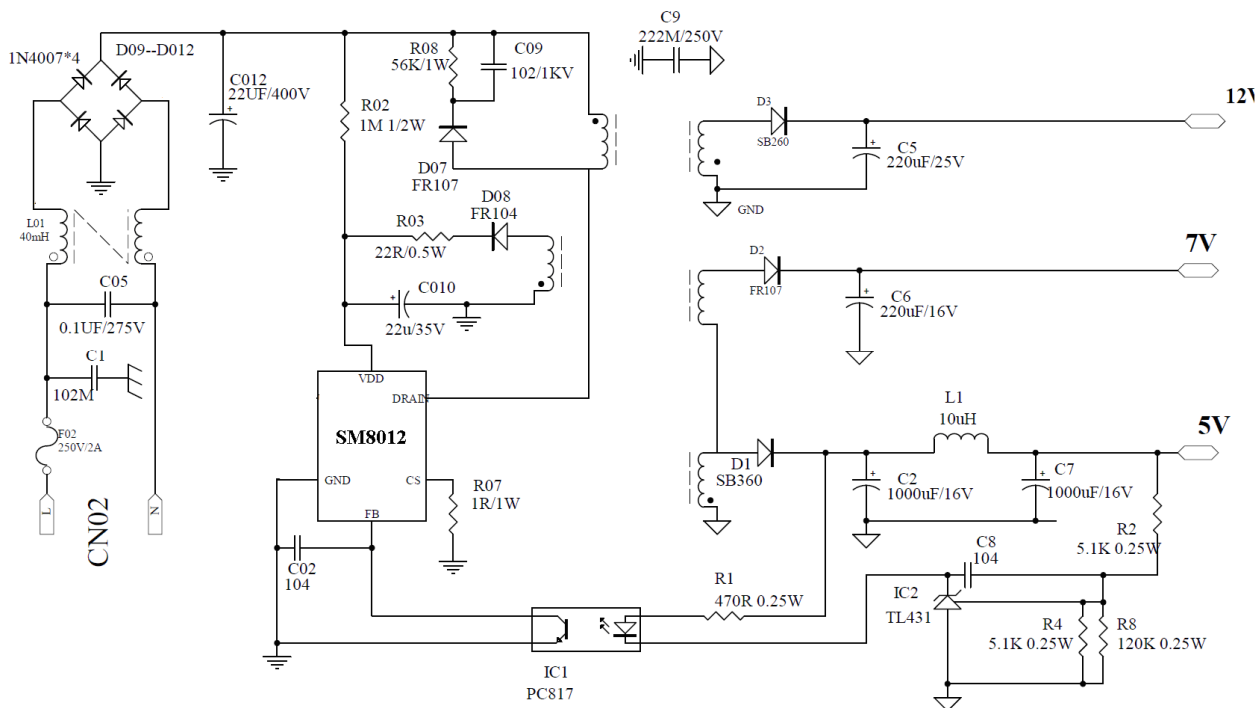 1N4007*4
D09--D012
C012
22UF/400V
R02
1M 1/2W
R08
56K/1W
C09
102/1KV
D07
FR107
C9
222M/250V
D3
SB260
C5
220uF/25V
GND
L01
40mH
R03
22R/0.5W
D08
FR104
C010
22u/35V
D2
FR107
C6
220uF/16V
7V
C05
0.1UF/275V
C1
102M
F02
250V/2A
L
N
CN02
VDD
DRAIN
SM8012
GND
CS
FB
R07
1R/1W
C02
104
D1
SB360
L1
10uH
5V
C2
1000uF/16V
C7
1000uF/16V
R2
5.1K 0.25W
C8
104
IC2
TL431
R1
470R 0.25W
R4
5.1K 0.25W
R8
120K 0.25W
IC1
PC817